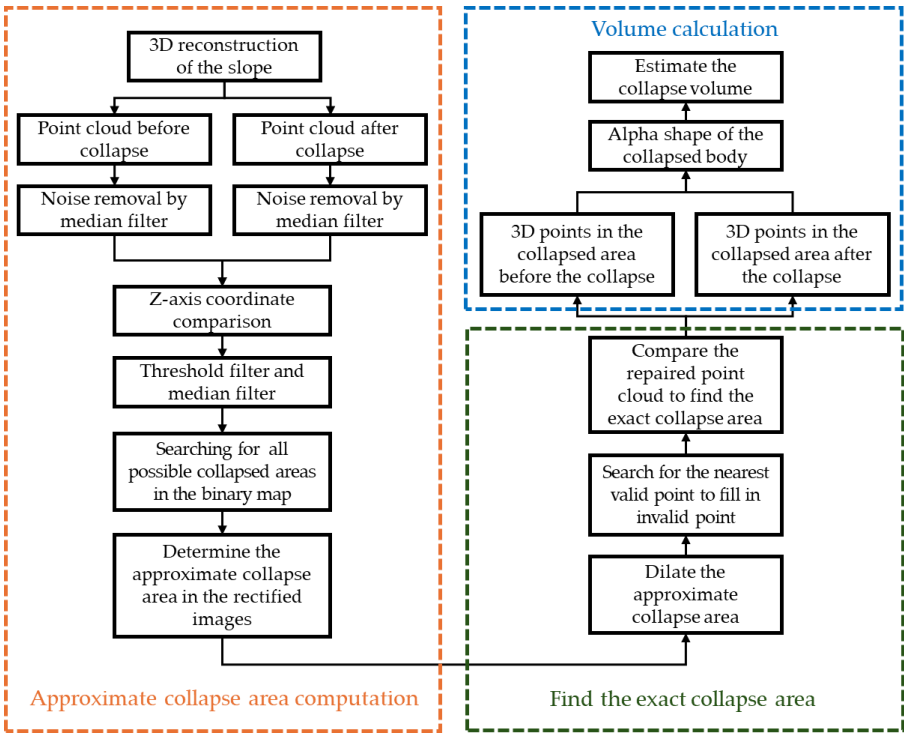 3D reconstruction
of the slope
Point cloud before
collapse
Point cloud after
collapse
Noise removal by
median filter
Noise removal by
median filter
Z-axis coordinate
comparison
Threshold filter and
median filter
Searching for all
possible collapsed areas
in the binary map
Determine the
approximate collapse
area in the rectified
images
Approximate collapse area computation
Volume calculation
Estimate the
collapse volume
Alpha shape of the
collapsed body
3D points in the
collapsed area
before the collapse
3D points in the
collapsed area after
the collapse
Compare the
repaired point
cloud to find the
exact collapse area
Search for the nearest
valid point to fill in
invalid point
Dilate the
approximate
collapse area
Find the exact collapse area